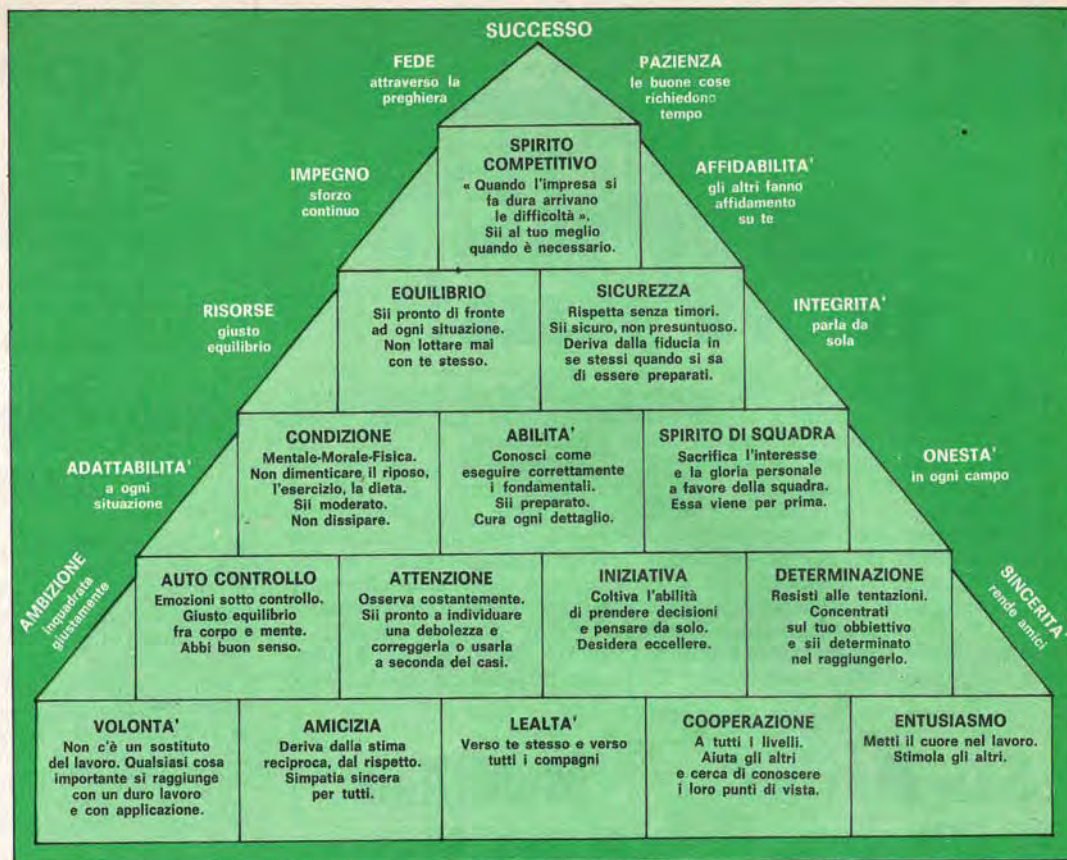 SUCCESSO
FEDE
attraverso la
preghiera
PAZIENZA
le buone cose
richiedono
tempo
SPIRITO
COMPETITIVO
« Quando l'impresa si
fa dura arrivano
le difficoltà ».
Sii al tuo meglio
quando è necessario.
IMPEGNO
sforzo
continuo
AFFIDABILITA'
gli altri fanno
affidamento
su te
EQUILIBRIO
Sii pronto di fronte
ad ogni situazione.
Non lottare mai
con te stesso.
SICUREZZA
Rispetta senza timori.
Sii sicuro, non presuntuoso.
Deriva dalla fiducia in
se stessi quando si sa
di essere preparati.
RISORSE
giusto
equilibrio
INTEGRITA'
parla da
sola
CONDIZIONE
Mentale-Morale-Fisica.
Non dimenticare il riposo,
l'esercizio, la dieta.
Sii moderato.
Non dissipare.
ABILITA'
Conosci come
eseguire correttamente
i fondamentali.
Sii preparato.
Cura ogni dettaglio.
SPIRITO DI SQUADRA
Sacrifica l'interesse
e la gloria personale
a favore della squadra.
Essa viene per prima.
ADATTABILITA'
a ogni
situazione
ONESTA'
in ogni campo
AUTO CONTROLLO
Emozioni sotto controllo.
Giusto equilibrio
fra corpo e mente.
Abbi buon senso.
ATTENZIONE
Osserva costantemente.
Sii pronto a individuare
una debolezza e
correggerla o usarla
a seconda dei casi.
INIZIATIVA
Coltiva l'abilità
di prendere decisioni
e pensare da solo.
Desidera eccellere.
DETERMINAZIONE
Resisti alle tentazioni.
Concentrati
sul tuo obbiettivo
e sii determinato
nel raggiungerlo.
AMBIZIONE
inquadrata
giustamente
SINCERITA'
rende amici
VOLONTA'
Non c'è un sostituto
del lavoro. Qualsiasi cosa
importante si raggiunge
con un duro lavoro
e con applicazione.
AMICIZIA
Deriva dalla stima
reciproca, dal rispetto.
Simpatia sincera
per tutti.
LEALTA'
Verso te stesso e verso
tutti i compagni
COOPERAZIONE
A tutti i livelli.
Aiuta gli altri
e cerca di conoscere
i loro punti di vista.
ENTUSIASMO
Metti il cuore nel lavoro.
Stimola gli altri.